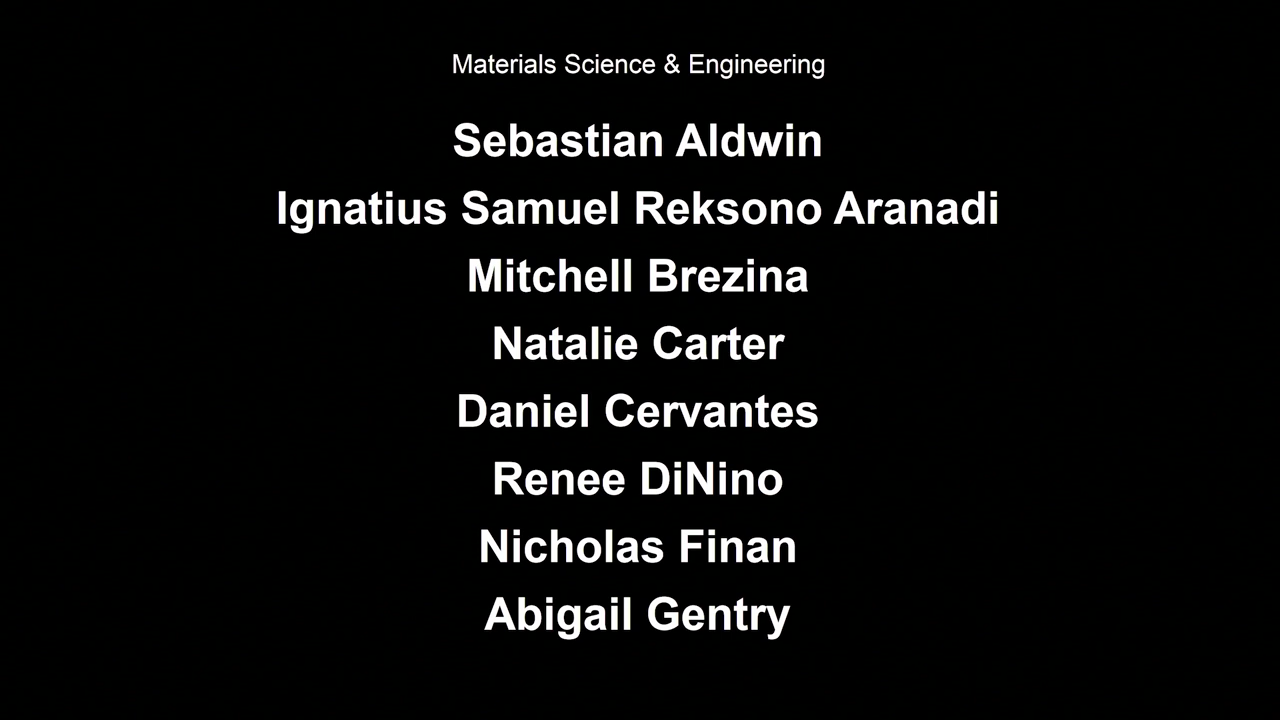 Materials Science & Engineering
Sebastian Aldwin
Ignatius Samuel Reksono Aranadi
Mitchell Brezina
Natalie Carter
Daniel Cervantes
Renee DiNino
Nicholas Finan
Abigail Gentry